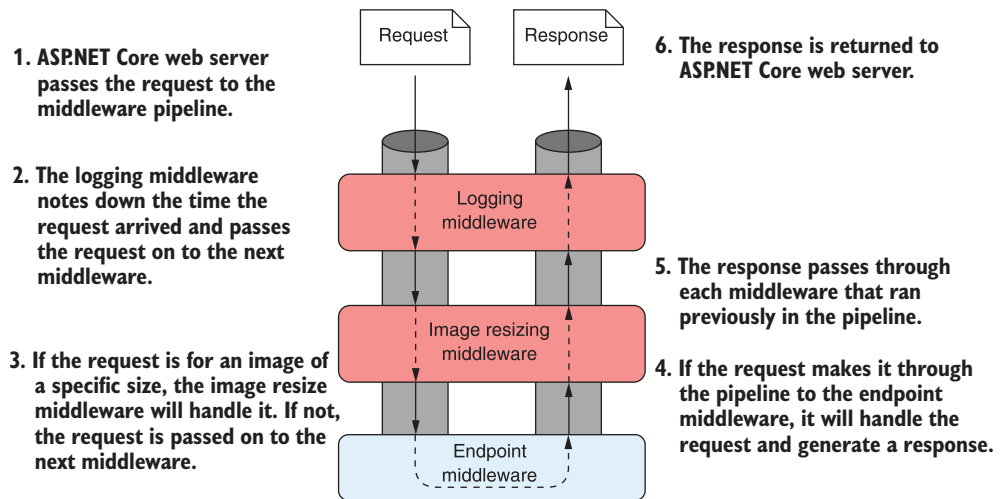 Request
Response
1. ASP.NET Core web server
passes the request to the
middleware pipeline.
6. The response is returned to
ASP.NET Core web server.
2. The logging middleware
notes down the time the
request arrived and passes
the request on to the next
middleware.
Logging
middleware
5. The response passes through
each middleware that ran
previously in the pipeline.
Image resizing
middleware
3. If the request is for an image of
a specific size, the image resize
middleware will handle it. If not,
the request is passed on to the
next middleware.
4. If the request makes it through
the pipeline to the endpoint
middleware, it will handle the
request and generate a response.
Endpoint
middleware